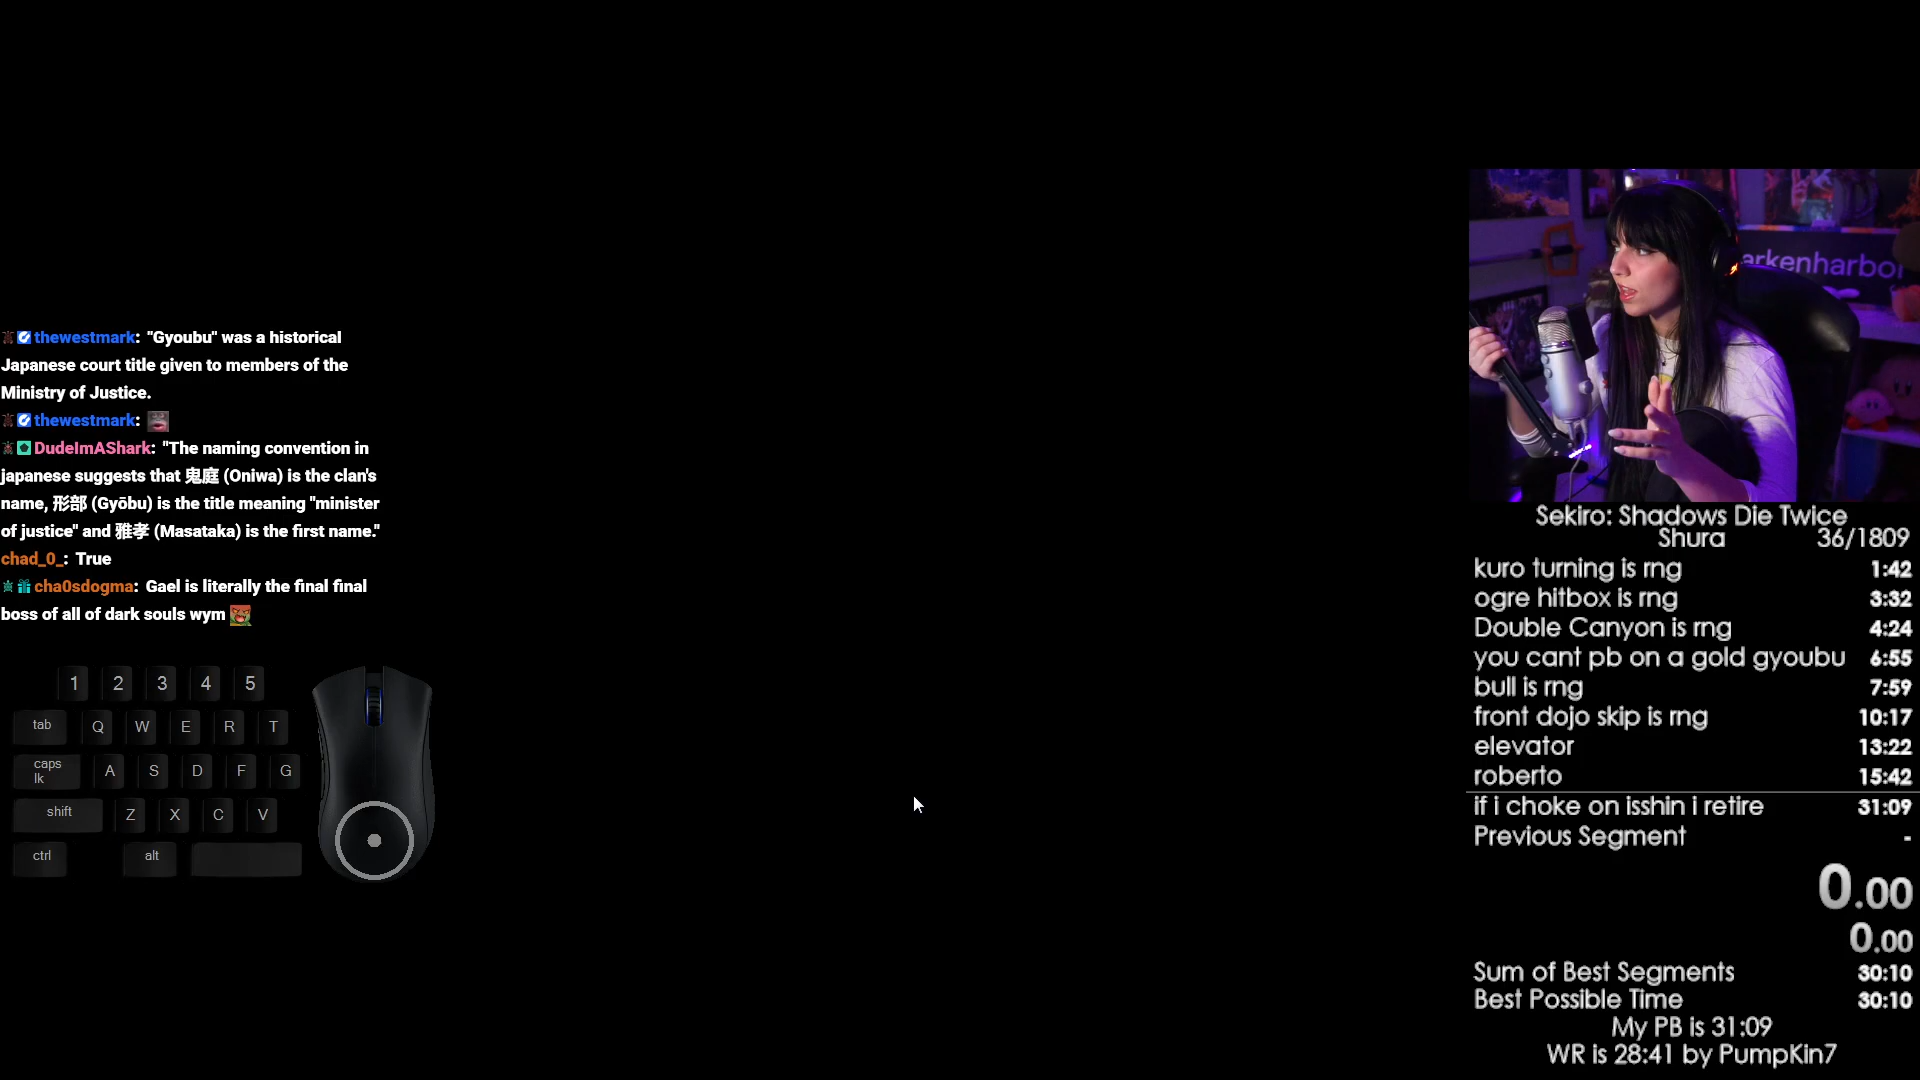 thewestmark: "Gyoubu" was a historical
Japanese court title given to members of the
Ministry of Justice.
thewestmark:
DudeImAShark: "The naming convention in
japanese suggests that 鬼庭 (Oniwa) is the clan's
name, 形部 (Gyōbu) is the title meaning "minister
of justice" and 雅孝 (Masataka) is the first name."
chad_0_: True
cha0sdogma: Gael is literally the final final
boss of all of dark souls wym
1 2 3 4 5
tab Q W E R T
caps
lk
A S D F G
shift Z X C V
ctrl alt
arkenharbo
Sekiro: Shadows Die Twice
Shura 36/1809
kuro turning is rng 1:42
ogre hitbox is rng 3:32
Double Canyon is rng 4:24
you cant pb on a gold gyoubu 6:55
bull is rng 7:59
front dojo skip is rng 10:17
elevator 13:22
roberto 15:42
if i choke on isshin i retire 31:09
Previous Segment -
0.00
0.00
Sum of Best Segments 30:10
Best Possible Time 30:10
My PB is 31:09
WR is 28:41 by PumpKin7